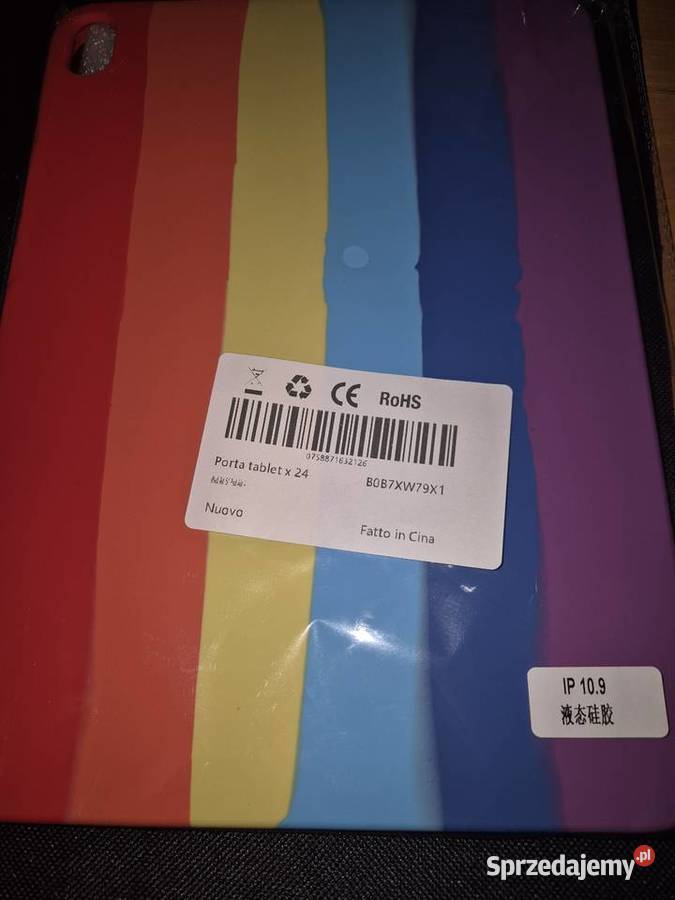 CE RoHS
0758871632126
Porta tablet x 24
B0B7XW79X1
Nuovo
Fatto in Cina
IP 10.9
液态硅胶
Sprzedajemy.pl